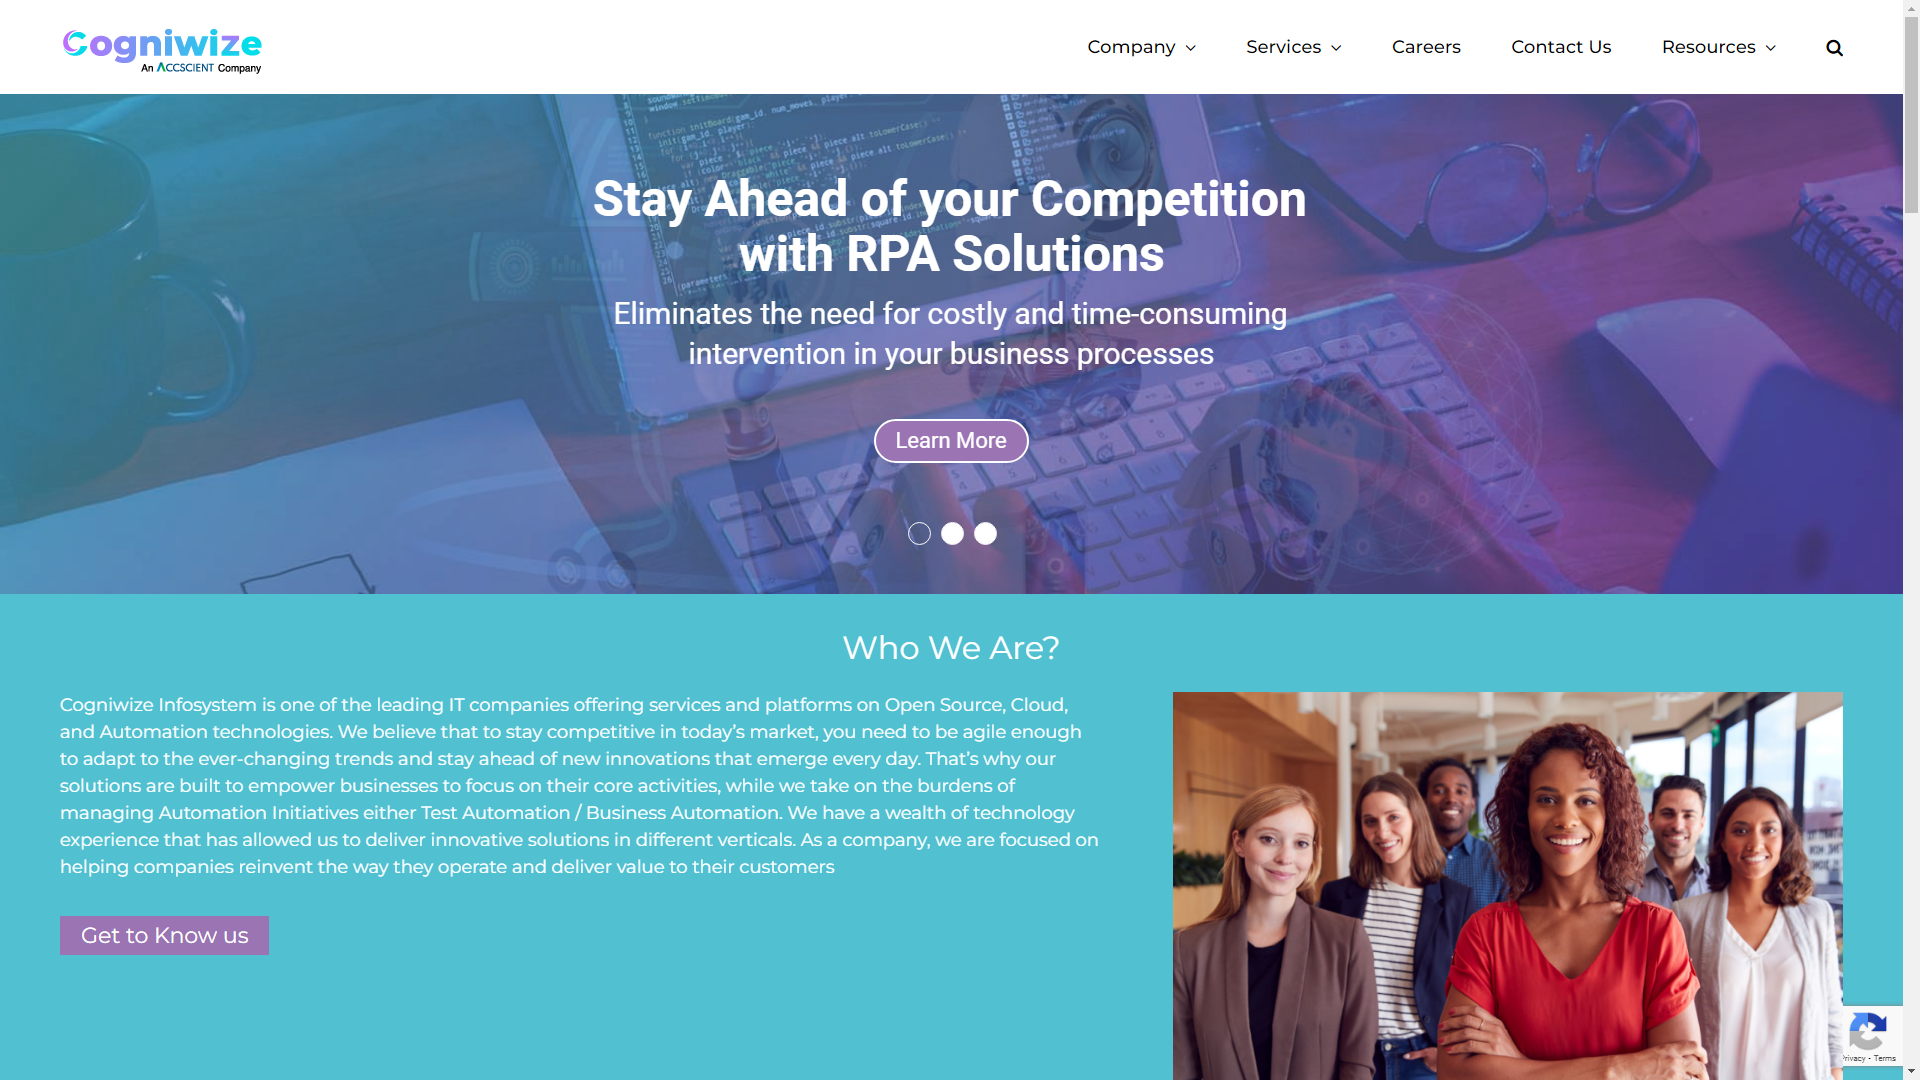 Cogniwize
An ACCSCIENT Company
Company
Services
Careers
Contact Us
Resources
Stay Ahead of your Competition
with RPA Solutions
Eliminates the need for costly and time-consuming
intervention in your business processes
Learn More
Who We Are?
Cogniwize Infosystem is one of the leading IT companies offering services and platforms on Open Source, Cloud,
and Automation technologies. We believe that to stay competitive in today’s market, you need to be agile enough
to adapt to the ever-changing trends and stay ahead of new innovations that emerge every day. That’s why our
solutions are built to empower businesses to focus on their core activities, while we take on the burdens of
managing Automation Initiatives either Test Automation / Business Automation. We have a wealth of technology
experience that has allowed us to deliver innovative solutions in different verticals. As a company, we are focused on
helping companies reinvent the way they operate and deliver value to their customers
Get to Know us
Privacy - Terms